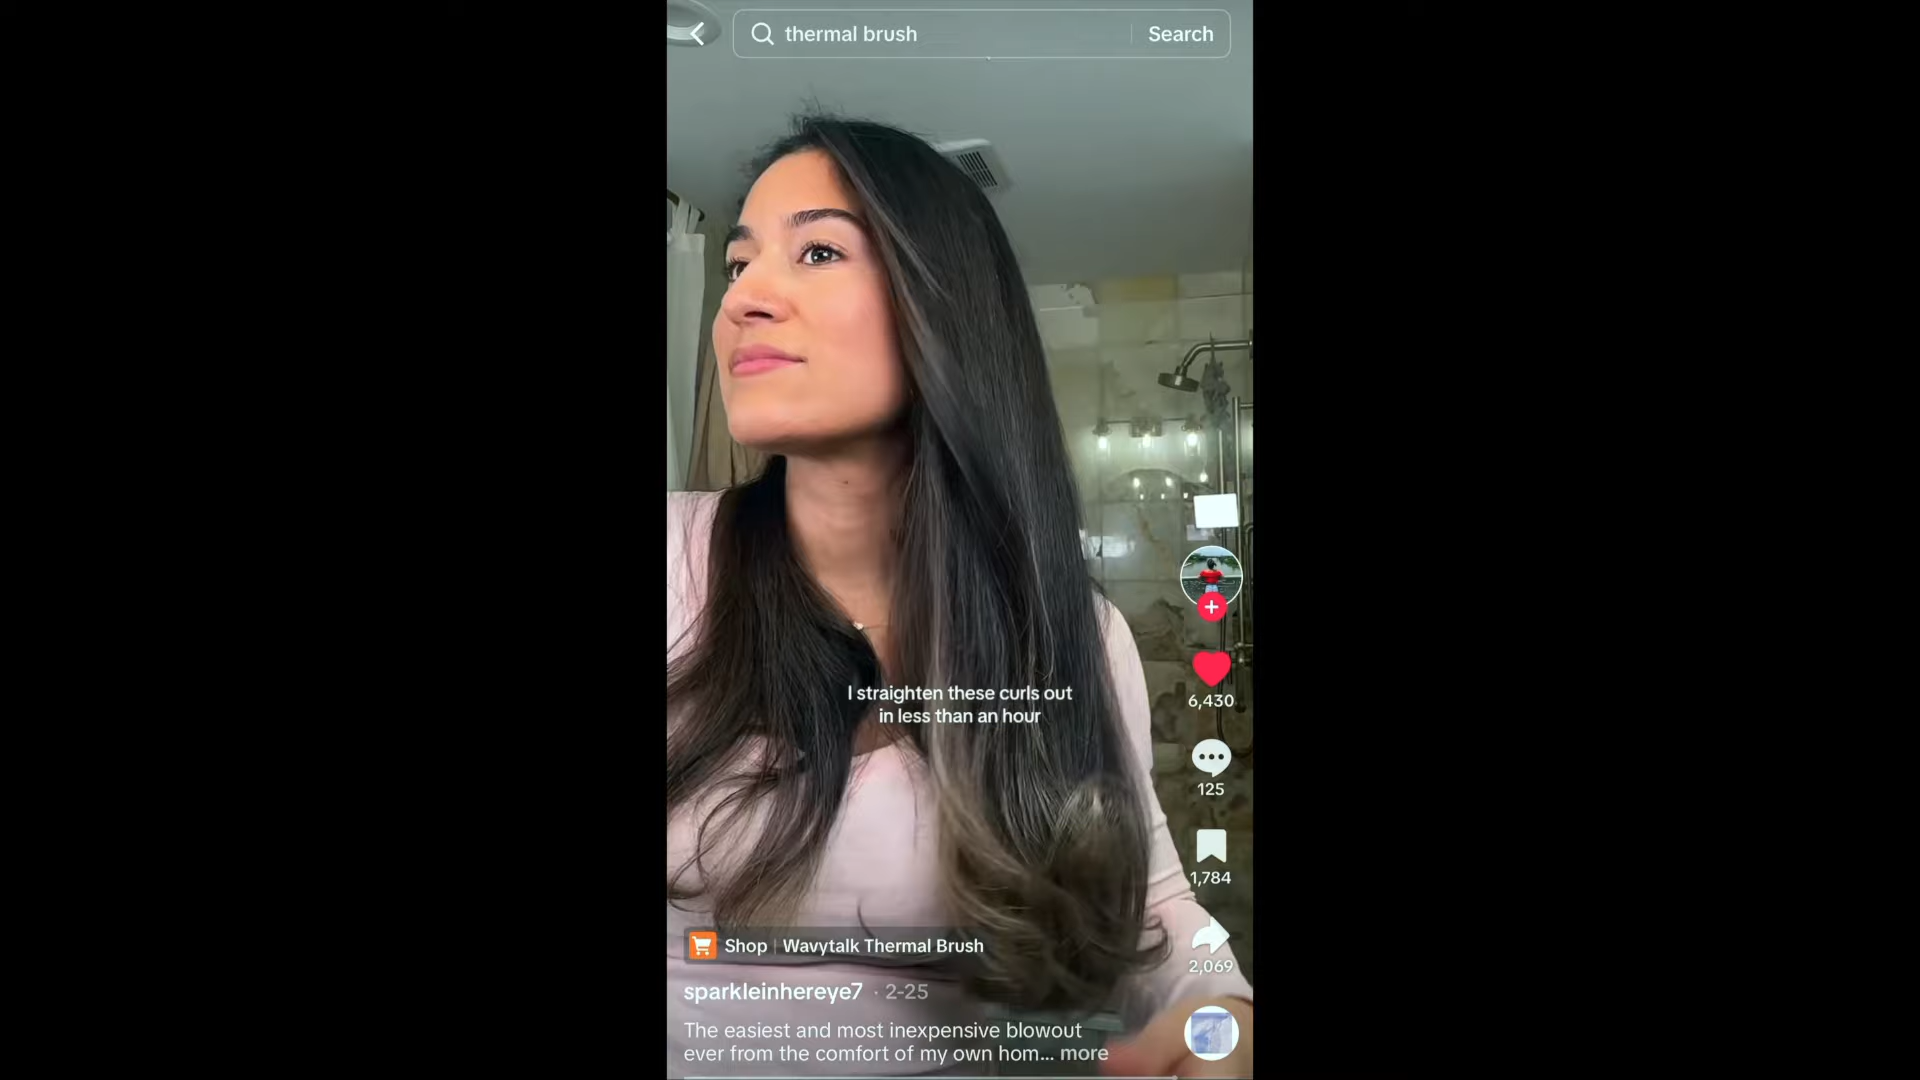 thermal brush
Search
I straighten these curls out
in less than an hour
6,430
125
1,784
2,069
Shop | Wavytalk Thermal Brush
sparkleinhereye7 · 2-25
The easiest and most inexpensive blowout
ever from the comfort of my own hom... more